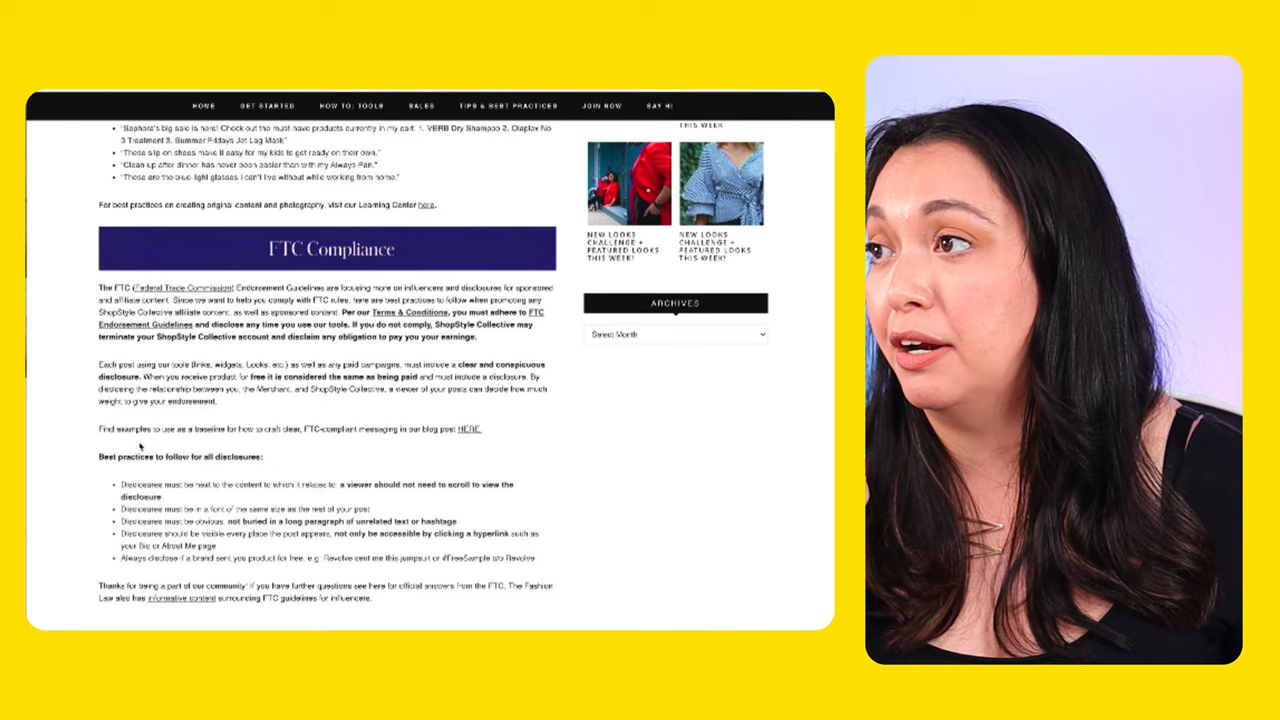 HOME GET STARTED HOW TO: TOOLS SALES TIPS & BEST PRACTICES JOIN NOW SAY HI
"Sephora's big sale is here! Check out the must-have products currently in my cart: 1. VERB Dry Shampoo 2. Olaplex No
3 Treatment 3. Summer Fridays Jet Lag Mask"
"These slip-on shoes make it easy for my kids to get ready on their own."
"Clean up after dinner has never been easier than with my Always Pan."
"These are the blue-light glasses I can't live without while working from home."
For best practices on creating original content and photography, visit our Learning Center here.
FTC Compliance
The FTC (Federal Trade Commission) Endorsement Guidelines are focusing more on influencers and disclosures for sponsored
and affiliate content. Since we want to help you comply with FTC rules, here are best practices to follow when promoting any
ShopStyle Collective affiliate content, as well as sponsored content. Per our Terms & Conditions, you must adhere to FTC
Endorsement Guidelines and disclose any time you use our tools. If you do not comply, ShopStyle Collective may
terminate your ShopStyle Collective account and disclaim any obligation to pay you your earnings.
Each post using our tools (links, widgets, Looks, etc.) as well as any paid campaigns, must include a clear and conspicuous
disclosure. When you receive product for free it is considered the same as being paid and must include a disclosure. By
disclosing the relationship between you, the Merchant, and ShopStyle Collective, a viewer of your posts can decide how much
weight to give your endorsement.
Find examples to use as a baseline for how to craft clear, FTC-compliant messaging in our blog post HERE.
Best practices to follow for all disclosures:
Disclosures must be next to the content to which it relates to: a viewer should not need to scroll to view the
disclosure
Disclosures must be in a font of the same size as the rest of your post
Disclosures must be obvious, not buried in a long paragraph of unrelated text or hashtags
Disclosures should be visible every place the post appears, not only be accessible by clicking a hyperlink such as
your Bio or About Me page
Always disclose if a brand sent you product for free, e.g: Revolve sent me this jumpsuit or #FreeSample c/o Revolve
Thanks for being a part of our community! If you have further questions see here for official answers from the FTC. The Fashion
Law also has informative content surrounding FTC guidelines for influencers.
THIS WEEK
NEW LOOKS
CHALLENGE +
FEATURED LOOKS
THIS WEEK!
NEW LOOKS
CHALLENGE +
FEATURED LOOKS
THIS WEEK!
ARCHIVES
Select Month